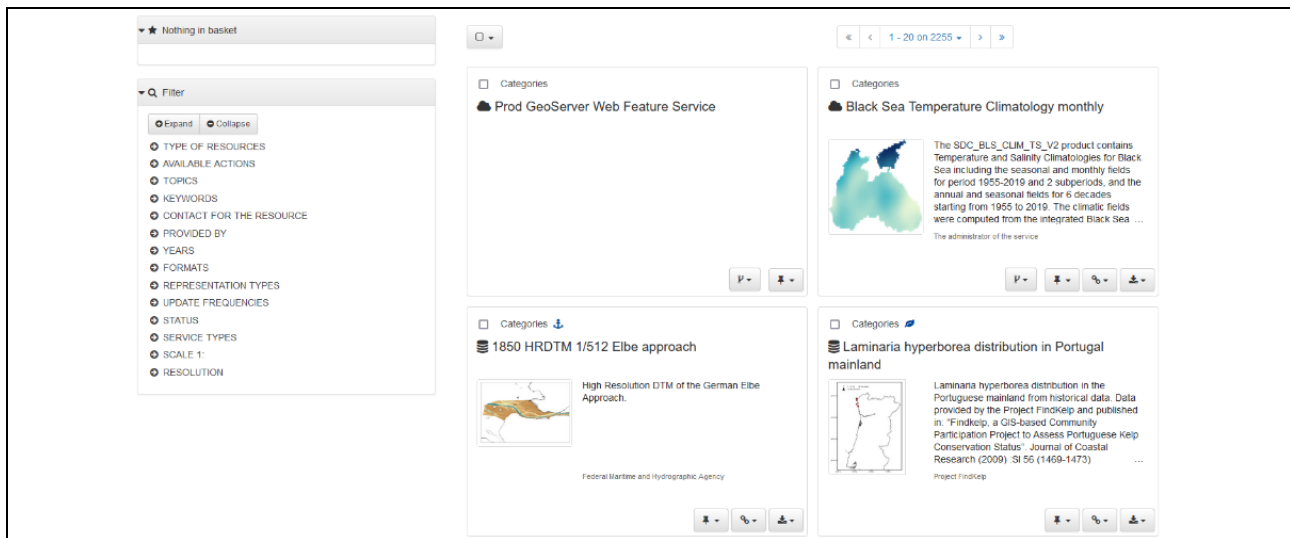 Nothing in basket
Filter
Expand Collapse
TYPE OF RESOURCES
AVAILABLE ACTIONS
TOPICS
KEYWORDS
CONTACT FOR THE RESOURCE
PROVIDED BY
YEARS
FORMATS
REPRESENTATION TYPES
UPDATE FREQUENCIES
STATUS
SERVICE TYPES
SCALE 1:
RESOLUTION
« < 1 - 20 on 2255 > »
Categories
Prod GeoServer Web Feature Service
Categories
Black Sea Temperature Climatology monthly
The SDC_BLS_CLIM_TS_V2 product contains
Temperature and Salinity Climatologies for Black
Sea including the seasonal and monthly fields
for period 1955-2019 and 2 subperiods, and the
annual and seasonal fields for 6 decades
starting from 1955 to 2019. The climatic fields
were computed from the integrated Black Sea ...
The administrator of the service
Categories
1850 HRDTM 1/512 Elbe approach
High Resolution DTM of the German Elbe
Approach.
Federal Maritime and Hydrographic Agency
Categories
Laminaria hyperborea distribution in Portugal
mainland
Laminaria hyperborea distribution in the
Portuguese mainland from historical data. Data
provided by the Project FindKelp and published
in: "Findkelp, a GIS-based Community
Participation Project to Assess Portuguese Kelp
Conservation Status". Journal of Coastal
Research (2009) :SI 56 (1469-1473) ...
Project FindKelp